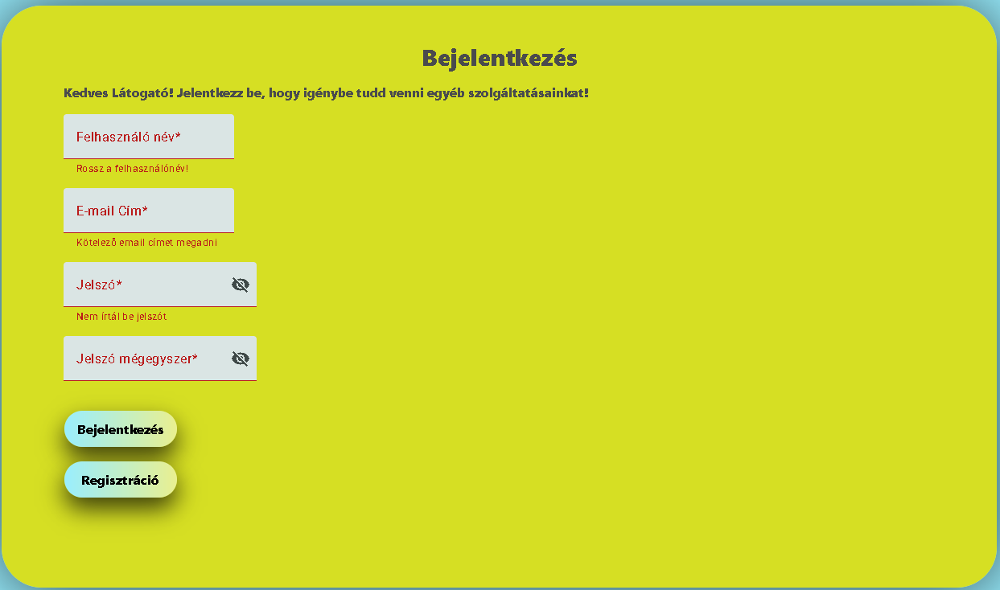 Bejelentkezés
Kedves Látogató! Jelentkezz be, hogy igénybe tudd venni egyéb szolgáltatásainkat!
Felhasználó név*
Rossz a felhasználónév!
E-mail Cím*
Kötelező email címet megadni
Jelszó*
Nem írtál be jelszót
Jelszó mégegyszer*
Bejelentkezés
Regisztráció